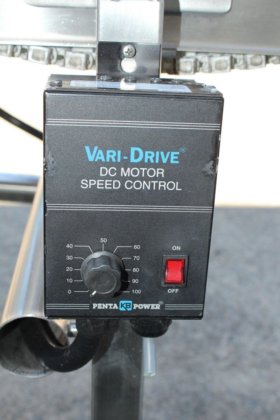 VARI-DRIVE®
DC MOTOR
SPEED CONTROL
50
40 60
30 70
20 80
10 90
0 100
ON
OFF
PENTA KB POWER®